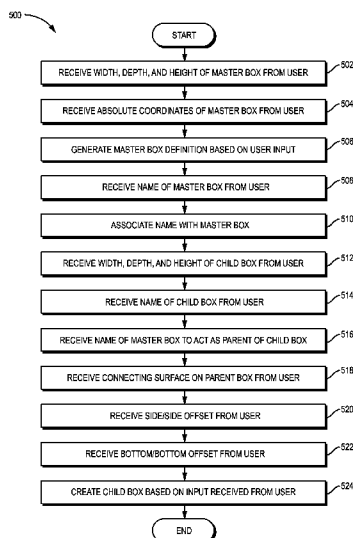 500
START
RECEIVE WIDTH, DEPTH, AND HEIGHT OF MASTER BOX FROM USER
502
RECEIVE ABSOLUTE COORDINATES OF MASTER BOX FROM USER
504
GENERATE MASTER BOX DEFINITION BASED ON USER INPUT
506
RECEIVE NAME OF MASTER BOX FROM USER
508
ASSOCIATE NAME WITH MASTER BOX
510
RECEIVE WIDTH, DEPTH, AND HEIGHT OF CHILD BOX FROM USER
512
RECEIVE NAME OF CHILD BOX FROM USER
514
RECEIVE NAME OF MASTER BOX TO ACT AS PARENT OF CHILD BOX
516
RECEIVE CONNECTING SURFACE ON PARENT BOX FROM USER
518
RECEIVE SIDE/SIDE OFFSET FROM USER
520
RECEIVE BOTTOM/BOTTOM OFFSET FROM USER
522
CREATE CHILD BOX BASED ON INPUT RECEIVED FROM USER
524
END